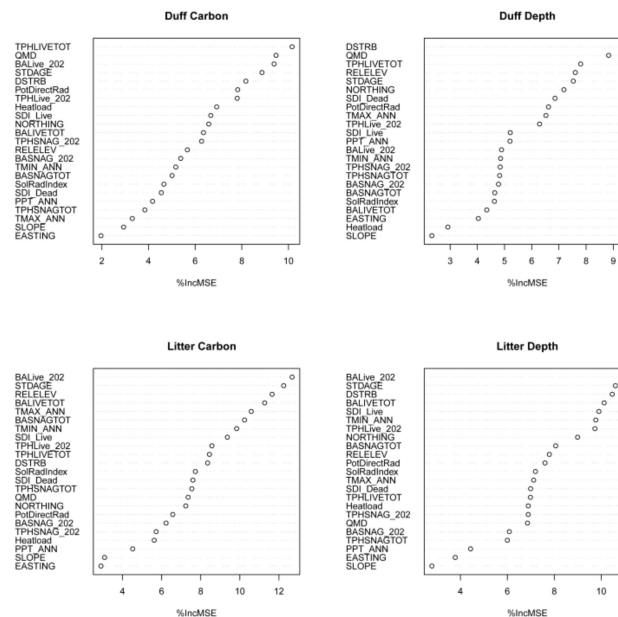 Duff Carbon
TPHLIVETOT
QMD
BALive_202
STDAGE
DSTRB
PotDirectRad
TPHLive_202
Heatload
SDI_Live
NORTHING
BALIVETOT
TPHSNAG_202
RELELEV
BASNAG_202
TMIN_ANN
BASNAGTOT
SolRadIndex
SDI_Dead
PPT_ANN
TPHSNAGTOT
TMAX_ANN
SLOPE
EASTING
2 4 6 8 10
%IncMSE
Duff Depth
DSTRB
QMD
TPHLIVETOT
RELELEV
STDAGE
NORTHING
SDI_Dead
PotDirectRad
TMAX_ANN
TPHLive_202
SDI_Live
PPT_ANN
BALive_202
TMIN_ANN
TPHSNAG_202
TPHSNAGTOT
BASNAG_202
BASNAGTOT
SolRadIndex
BALIVETOT
EASTING
Heatload
SLOPE
3 4 5 6 7 8 9
%IncMSE
Litter Carbon
BALive_202
STDAGE
RELELEV
BALIVETOT
TMAX_ANN
BASNAGTOT
TMIN_ANN
SDI_Live
TPHLive_202
TPHLIVETOT
DSTRB
SolRadIndex
SDI_Dead
TPHSNAGTOT
QMD
NORTHING
PotDirectRad
BASNAG_202
TPHSNAG_202
Heatload
PPT_ANN
SLOPE
EASTING
4 6 8 10 12
%IncMSE
Litter Depth
BALive_202
STDAGE
DSTRB
BALIVETOT
SDI_Live
TMIN_ANN
TPHLive_202
NORTHING
BASNAGTOT
RELELEV
PotDirectRad
SolRadIndex
TMAX_ANN
SDI_Dead
TPHLIVETOT
Heatload
TPHSNAG_202
QMD
BASNAG_202
TPHSNAGTOT
PPT_ANN
EASTING
SLOPE
4 6 8 10
%IncMSE